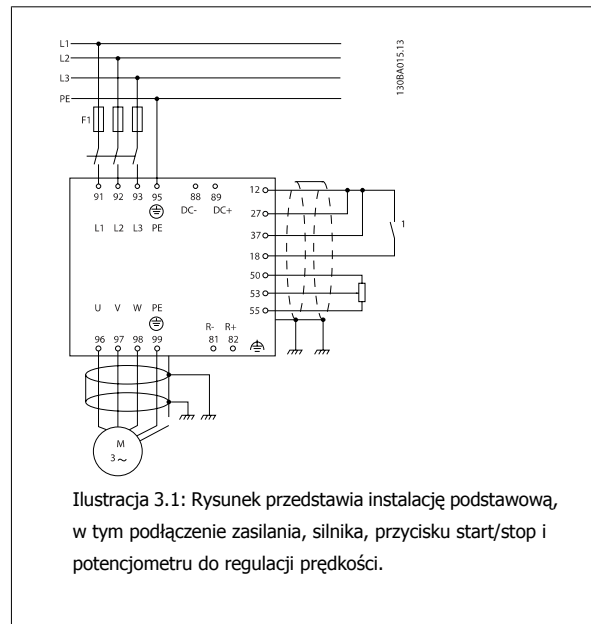 L1
L2
L3
PE
130BA015.13
F1
91 92 93 95 88 89
DC- DC+
L1 L2 L3 PE
12
27
37
18
50
53
55
1
U V W PE
R- R+
96 97 98 99 81 82
M
3~
Ilustracja 3.1: Rysunek przedstawia instalację podstawową,
w tym podłączenie zasilania, silnika, przycisku start/stop i
potencjometru do regulacji prędkości.